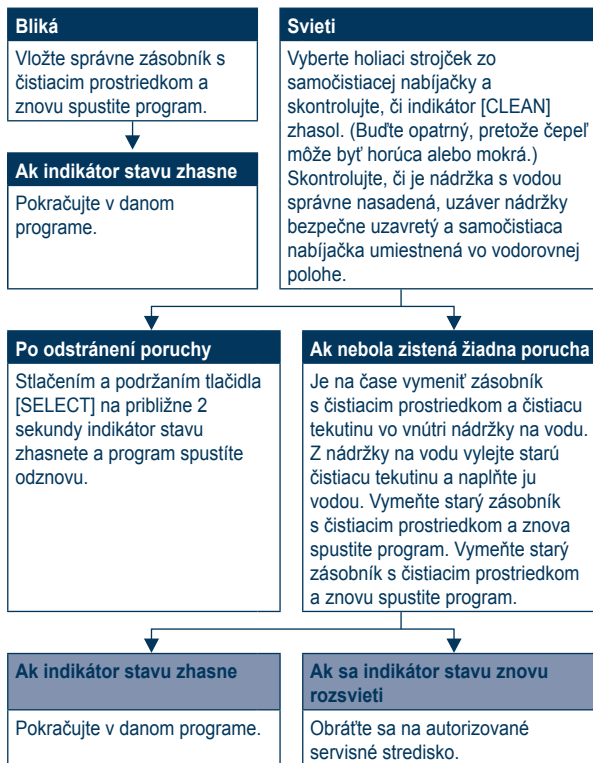 Bliká
Vložte správne zásobník s
čistiacim prostriedkom a
znovu spustite program.
Ak indikátor stavu zhasne
Pokračujte v danom
programe.
Svieti
Vyberte holiaci strojček zo
samočistiacej nabíjačky a
skontrolujte, či indikátor [CLEAN]
zhasol. (Buďte opatrný, pretože čepeľ
môže byť horúca alebo mokrá.)
Skontrolujte, či je nádržka s vodou
správne nasadená, uzáver nádržky
bezpečne uzavretý a samočistiaca
nabíjačka umiestnená vo vodorovnej
polohe.
Po odstránení poruchy
Stlačením a podržaním tlačidla
[SELECT] na približne 2
sekundy indikátor stavu
zhasnete a program spustíte
odznovu.
Ak nebola zistená žiadna porucha
Je na čase vymeniť zásobník
s čistiacim prostriedkom a čistiacu
tekutinu vo vnútri nádržky na vodu.
Z nádržky na vodu vylejte starú
čistiacu tekutinu a naplňte ju
vodou. Vymeňte starý zásobník
s čistiacim prostriedkom a znova
spustite program. Vymeňte starý
zásobník s čistiacim prostriedkom
a znovu spustite program.
Ak indikátor stavu zhasne
Pokračujte v danom programe.
Ak sa indikátor stavu znovu
rozsvieti
Obráťte sa na autorizované
servisné stredisko.